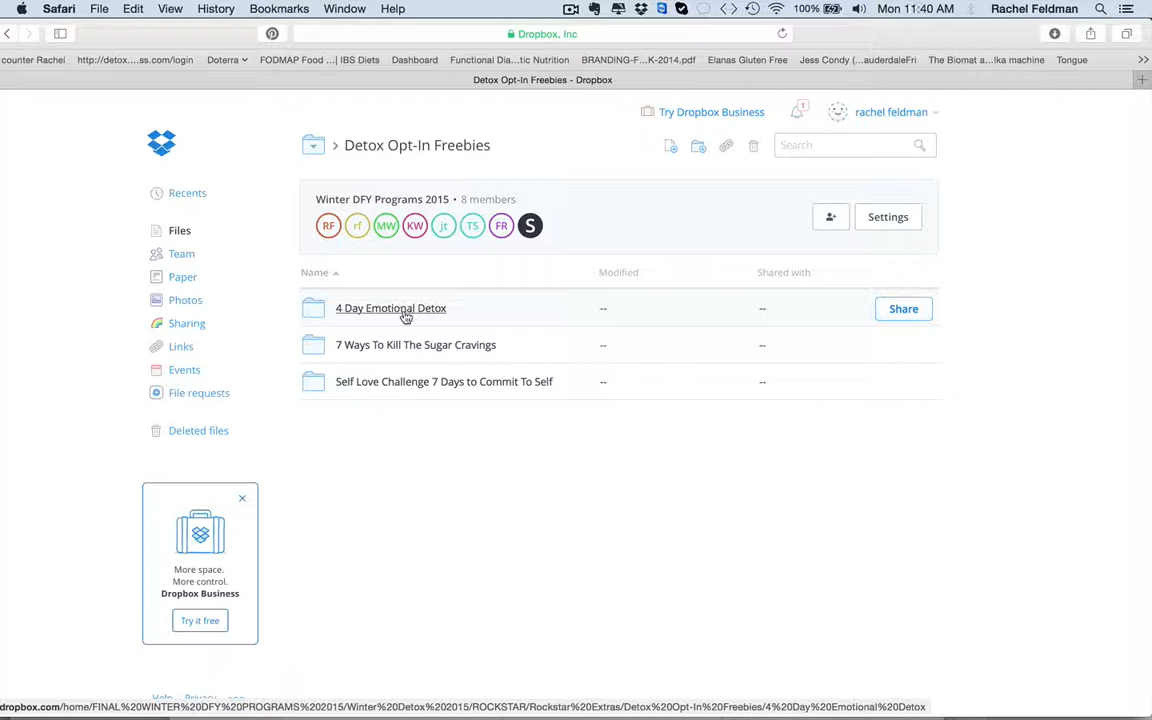 Safari File Edit View History Bookmarks Window Help 100% Mon 11:40 AM Rachel Feldman
Dropbox, Inc
counter Rachel http://detox....ss.com/login Doterra FODMAP Food ...| IBS Diets Dashboard Functional Dia...tic Nutrition BRANDING-F...K-2014.pdf Elanas Gluten Free Jess Condy (...auderdaleFri The Biomat a...lka machine Tongue
Detox Opt-In Freebies - Dropbox
Try Dropbox Business 1 rachel feldman
Detox Opt-In Freebies
Search
Recents
Files
Team
Paper
Photos
Sharing
Links
Events
File requests
Deleted files
Winter DFY Programs 2015 • 8 members
RF rf MW KW jt TS FR S
Settings
Name Modified Shared with
4 Day Emotional Detox -- -- Share
7 Ways To Kill The Sugar Cravings -- --
Self Love Challenge 7 Days to Commit To Self -- --
More space.
More control.
Dropbox Business
Try it free
Help Privacy
dropbox.com/home/FINAL%20WINTER%20DFY%20PROGRAMS%202015/Winter%20Detox%202015/ROCKSTAR/Rockstar%20Extras/Detox%20Opt-In%20Freebies/4%20Day%20Emotional%20Detox